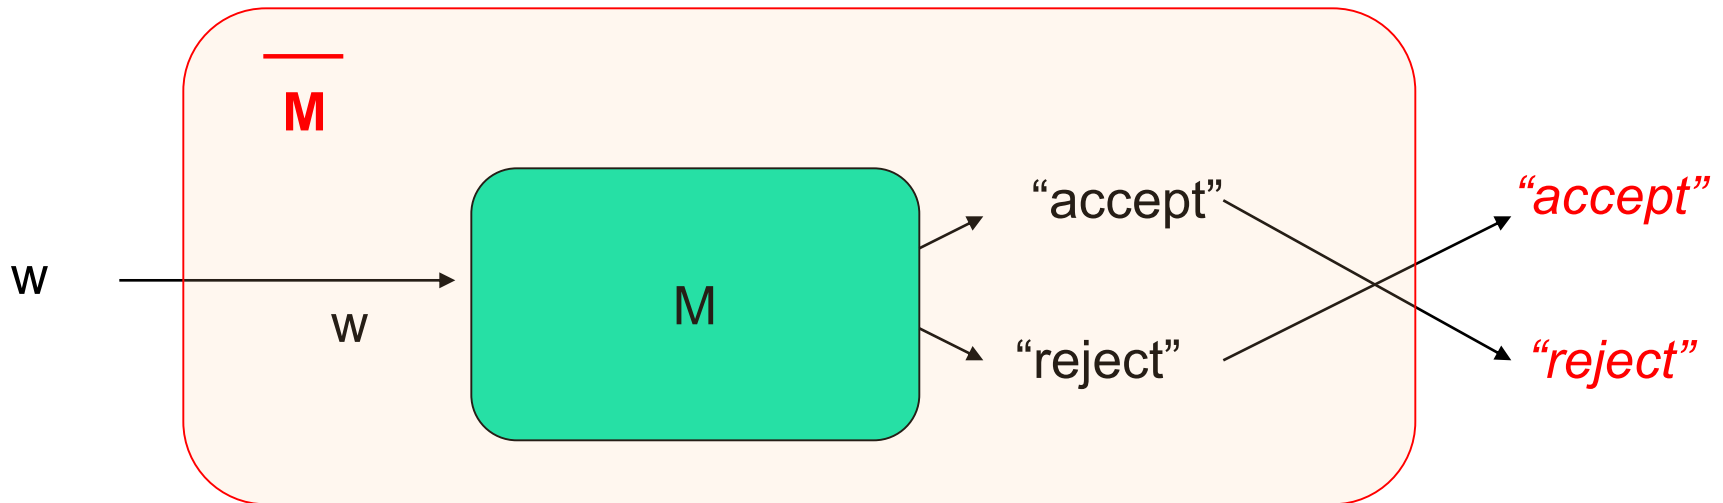 M̅
“accept” “accept”
w
w
M
“reject” “reject”